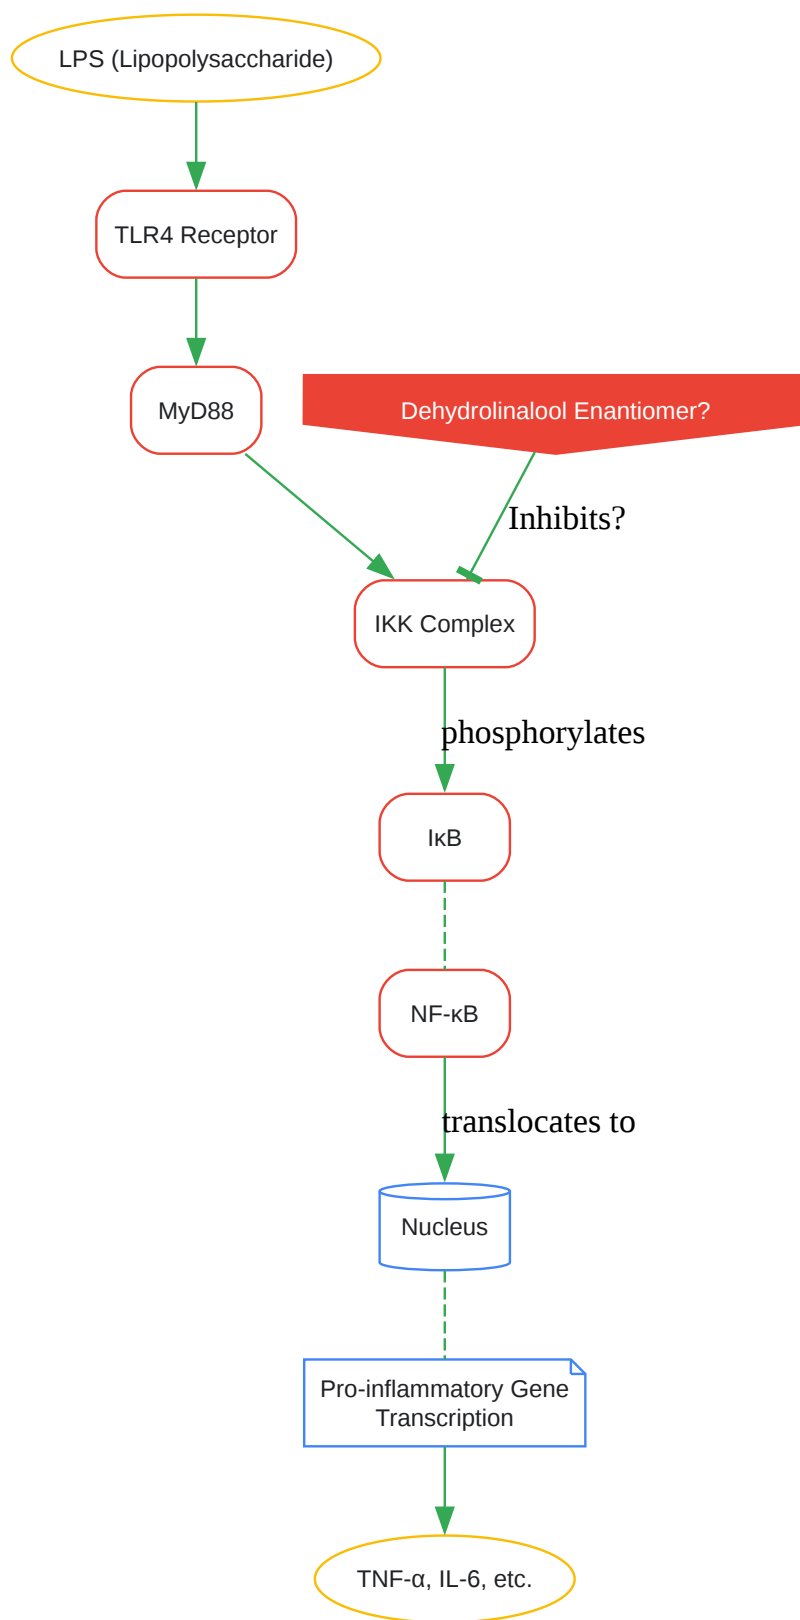 LPS (Lipopolysaccharide)
TLR4 Receptor
MyD88
Dehydrolinalool Enantiomer?
Inhibits?
IKK Complex
phosphorylates
IκB
NF-κB
translocates to
Nucleus
Pro-inflammatory Gene
Transcription
TNF-α, IL-6, etc.